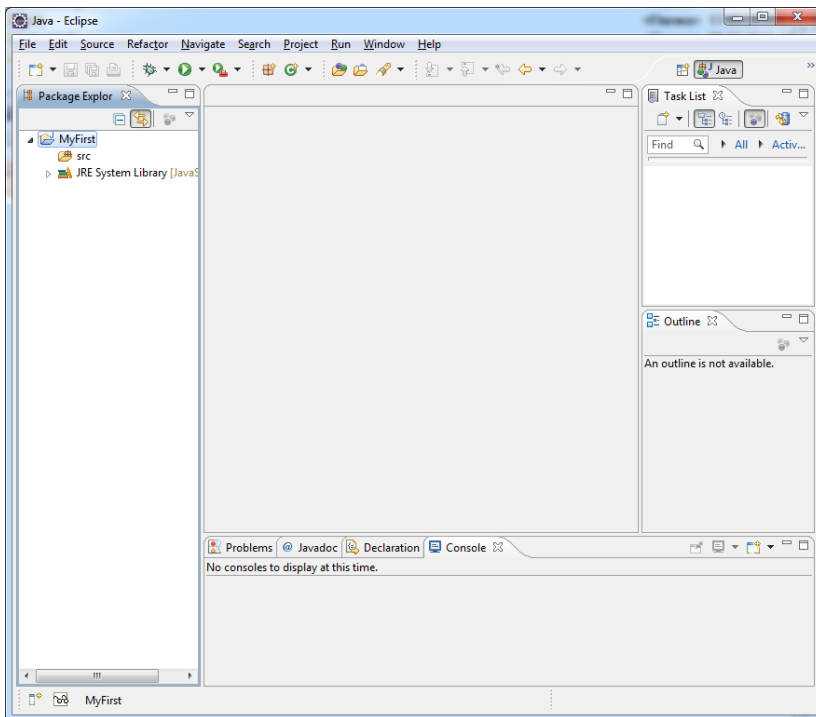 Java - Eclipse
File Edit Source Refactor Navigate Search Project Run Window Help
Java
»
Package Explor
MyFirst
src
JRE System Library [JavaS
Task List
Find
All
Activ...
Outline
An outline is not available.
Problems
@ Javadoc
Declaration
Console
No consoles to display at this time.
MyFirst